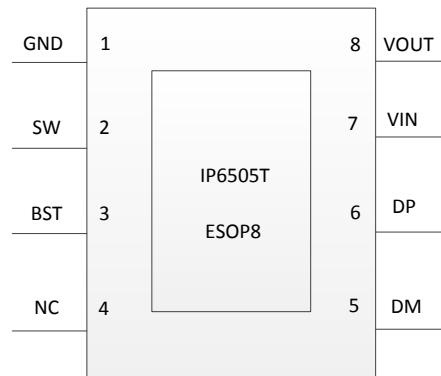 GND 1 8 VOUT
SW 2 7 VIN
IP6505T
BST 3 6 DP
ESOP8
NC 4 5 DM